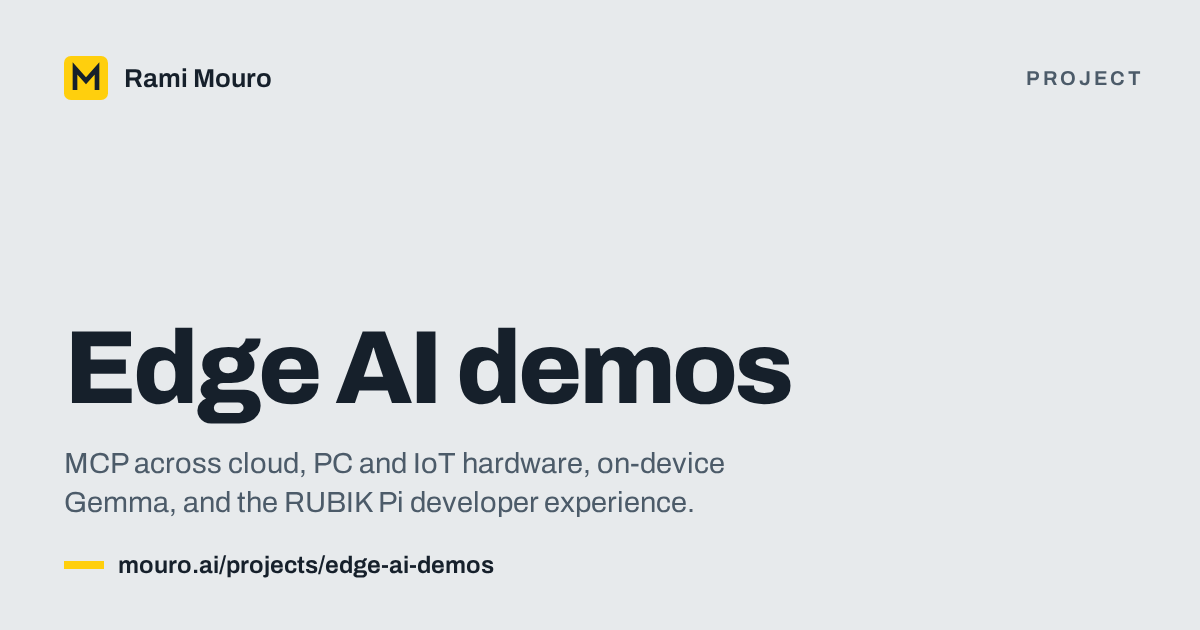 M
Rami Mouro
PROJECT
Edge AI demos
MCP across cloud, PC and IoT hardware, on-device
Gemma, and the RUBIK Pi developer experience.
mouro.ai/projects/edge-ai-demos